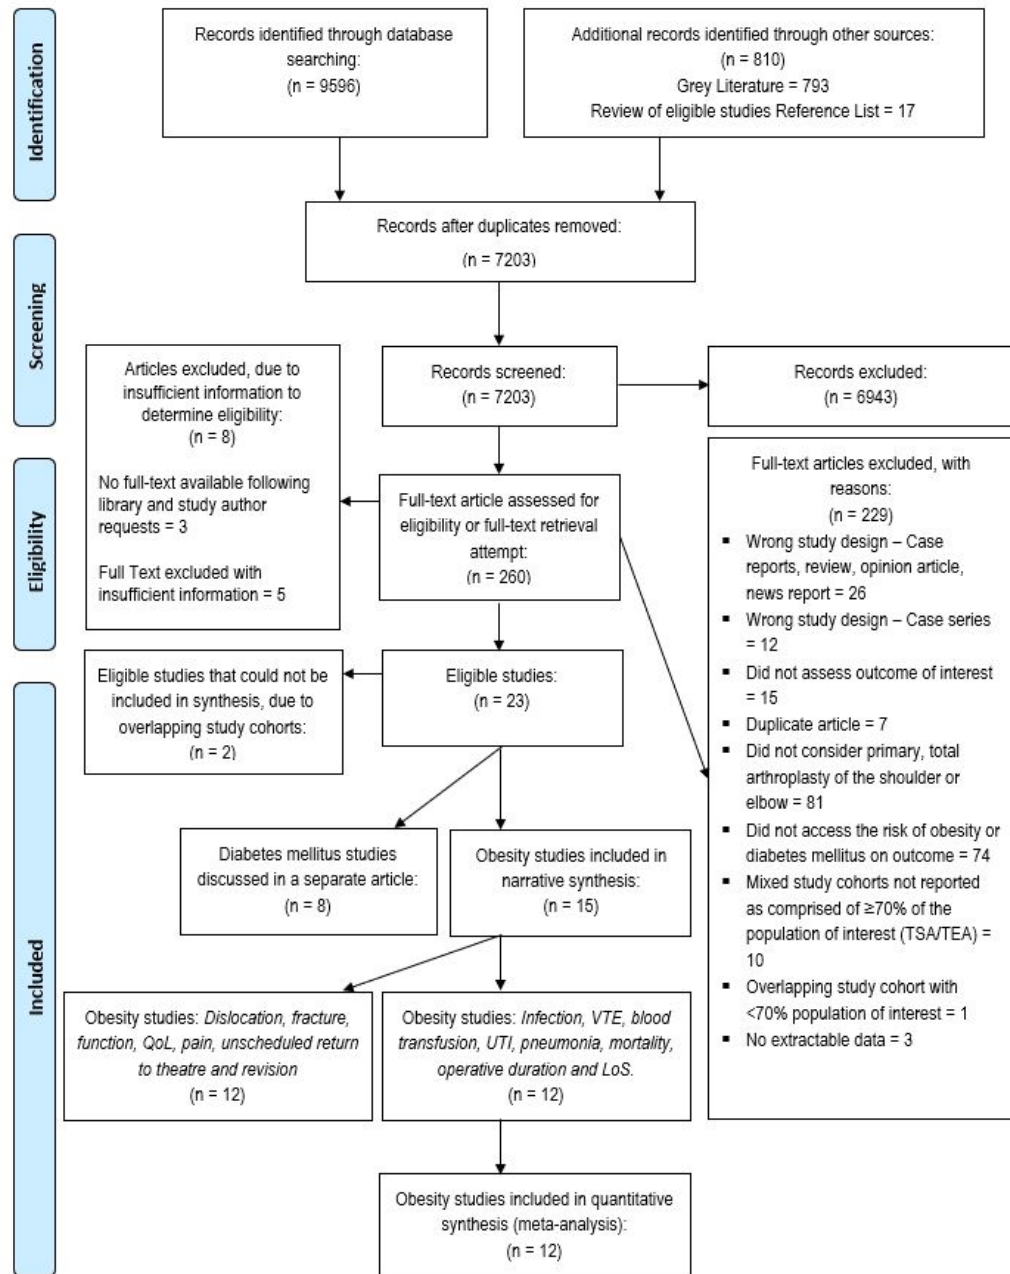 Identification
Records identified through database
searching:
(n = 9596)
Additional records identified through other sources:
(n = 810)
Grey Literature = 793
Review of eligible studies Reference List = 17
Records after duplicates removed:
(n = 7203)
Screening
Records screened:
(n = 7203)
Records excluded:
(n = 6943)
Articles excluded, due to
insufficient information to
determine eligibility:
(n = 8)
No full-text available following
library and study author
requests = 3
Full Text excluded with
insufficient information = 5
Eligibility
Full-text article assessed for
eligibility or full-text retrieval
attempt:
(n = 260)
Full-text articles excluded, with
reasons:
(n = 229)
▪ Wrong study design – Case
reports, review, opinion article,
news report = 26
▪ Wrong study design – Case series
= 12
▪ Did not assess outcome of interest
= 15
▪ Duplicate article = 7
▪ Did not consider primary, total
arthroplasty of the shoulder or
elbow = 81
▪ Did not access the risk of obesity or
diabetes mellitus on outcome = 74
▪ Mixed study cohorts not reported
as comprised of ≥70% of the
population of interest (TSA/TEA) =
10
▪ Overlapping study cohort with
<70% population of interest = 1
▪ No extractable data = 3
Included
Eligible studies that could not be
included in synthesis, due to
overlapping study cohorts:
(n = 2)
Eligible studies:
(n = 23)
Diabetes mellitus studies
discussed in a separate article:
(n = 8)
Obesity studies included in
narrative synthesis:
(n = 15)
Obesity studies: Dislocation, fracture,
function, QoL, pain, unscheduled return
to theatre and revision
(n = 12)
Obesity studies: Infection, VTE, blood
transfusion, UTI, pneumonia, mortality,
operative duration and LoS.
(n = 12)
Obesity studies included in quantitative
synthesis (meta-analysis):
(n = 12)